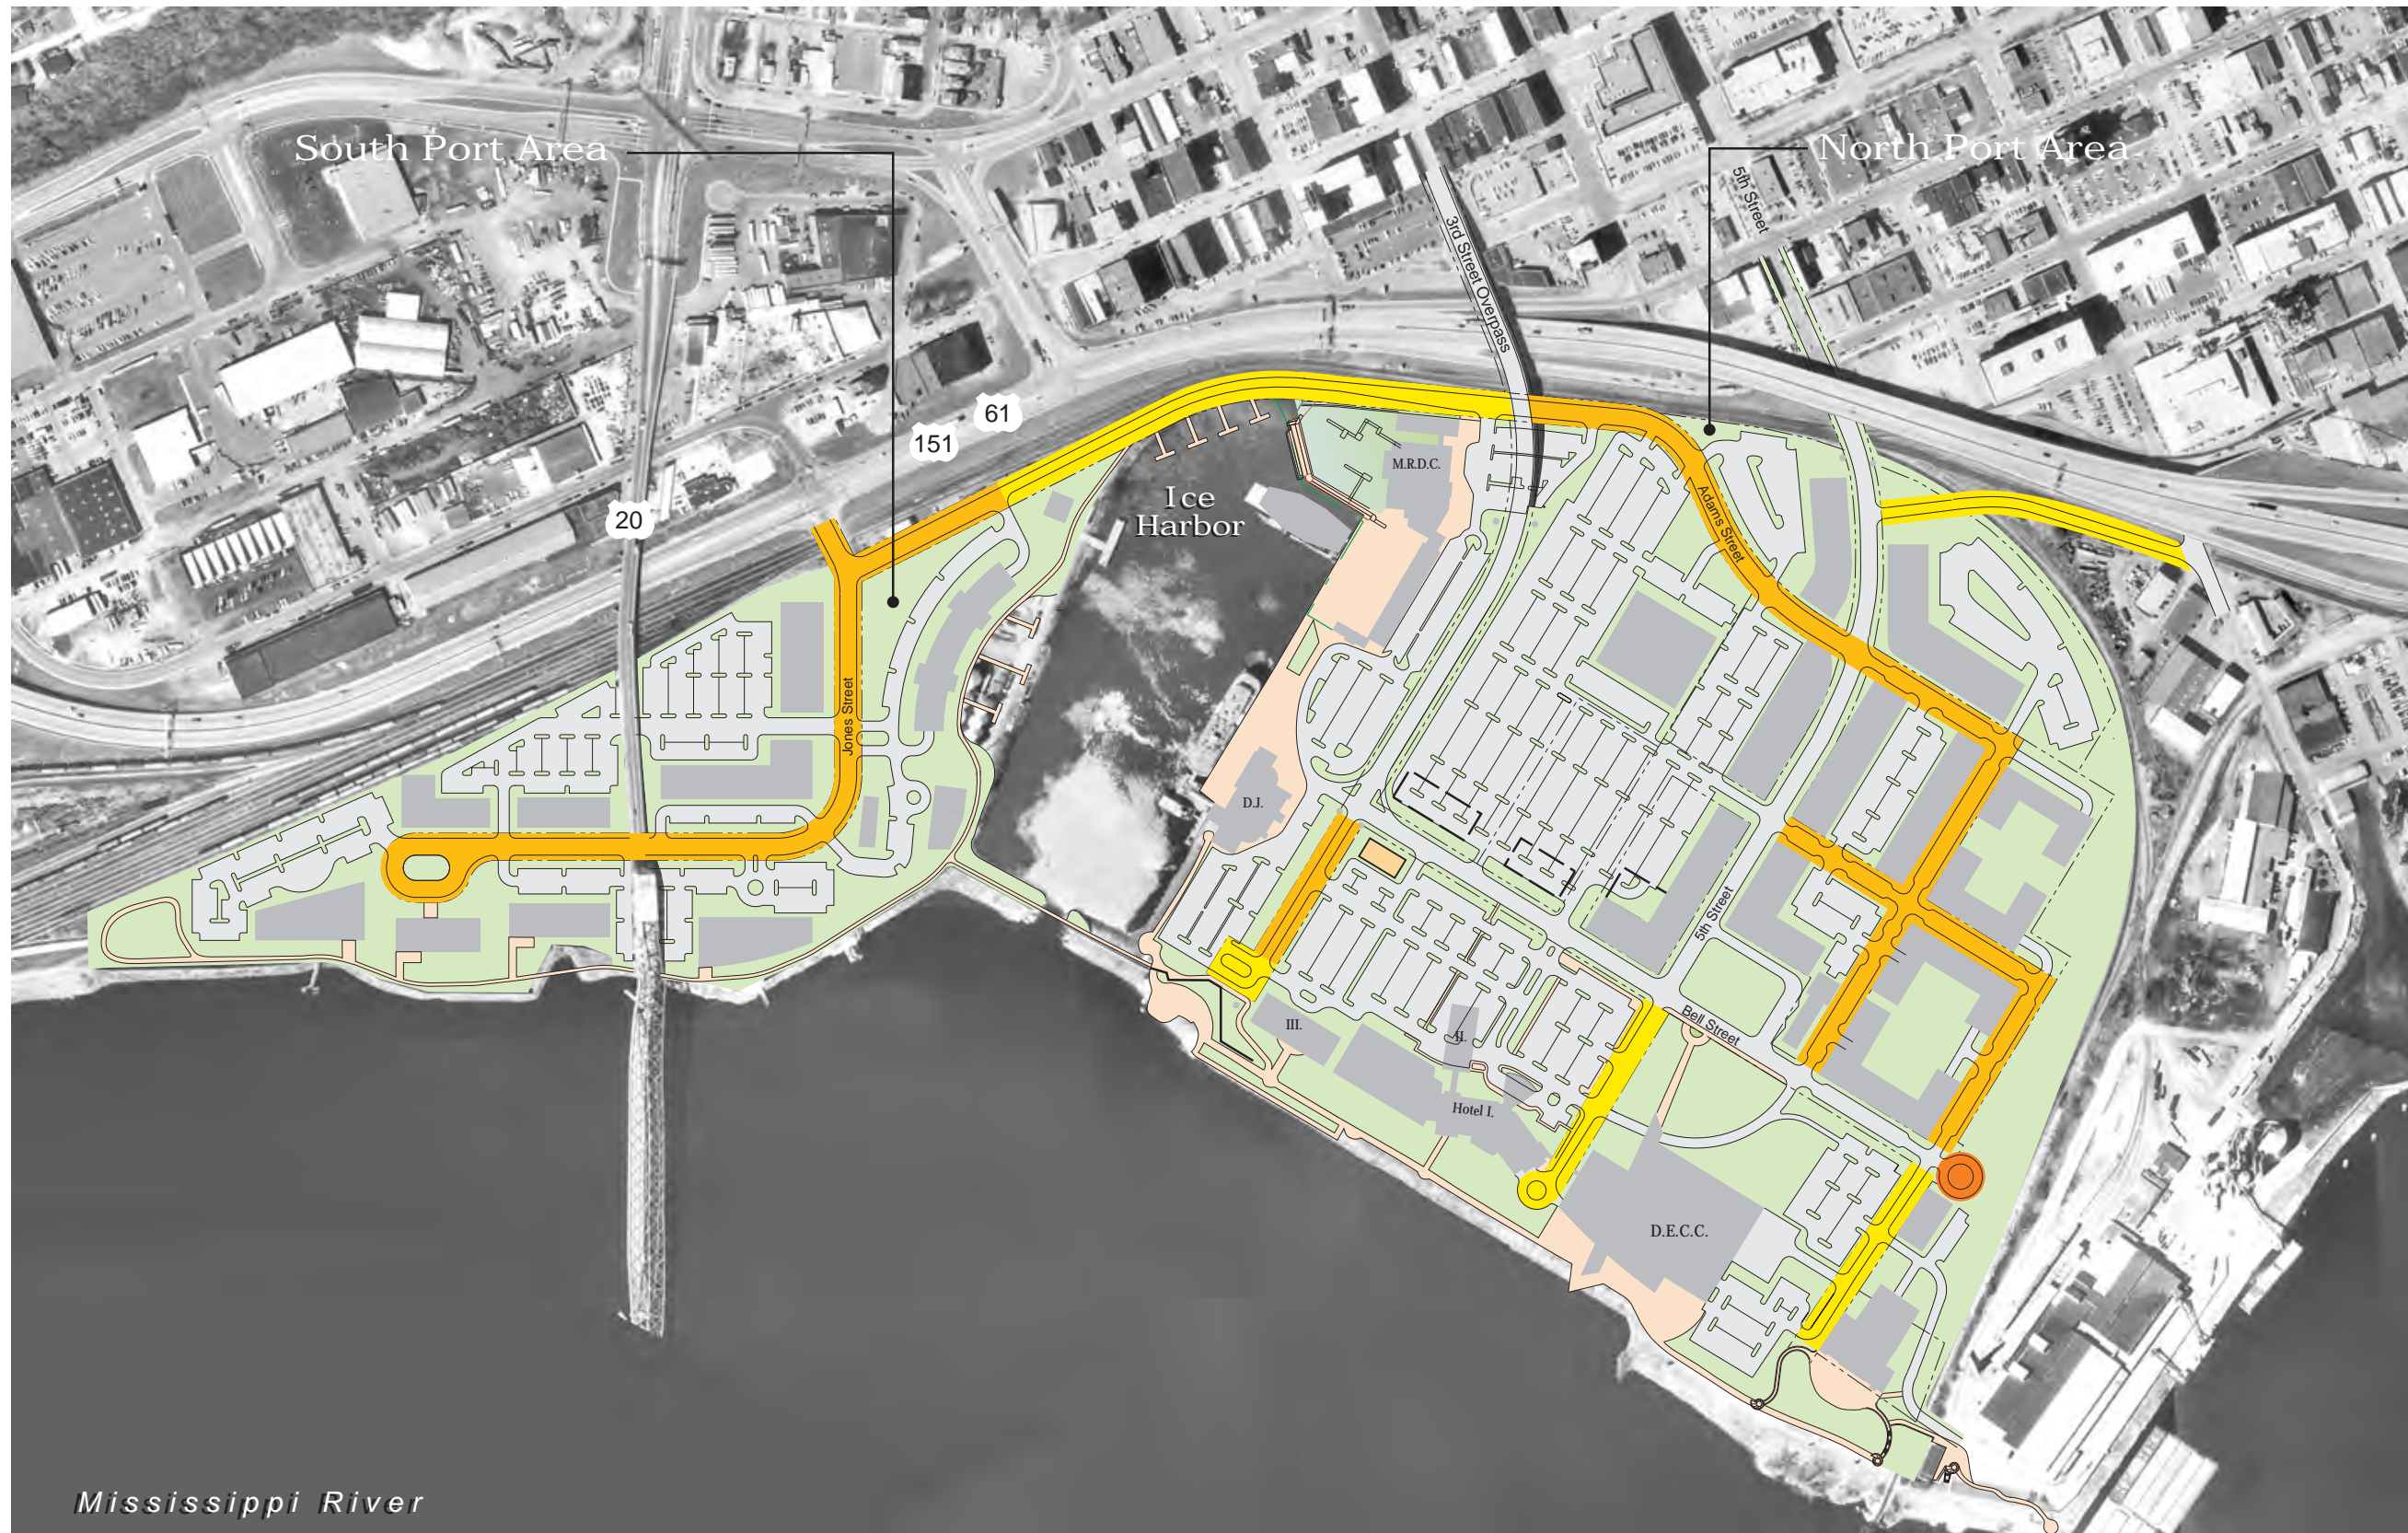 South Port Area
North Port Area
5th Street
3rd Street Overpass
61
151
M.R.D.C.
Ice
Harbor
20
Adams Street
Jones Street
D.J.
5th Street
III.
II.
Bell Street
Hotel I.
D.E.C.C.
Mississippi River